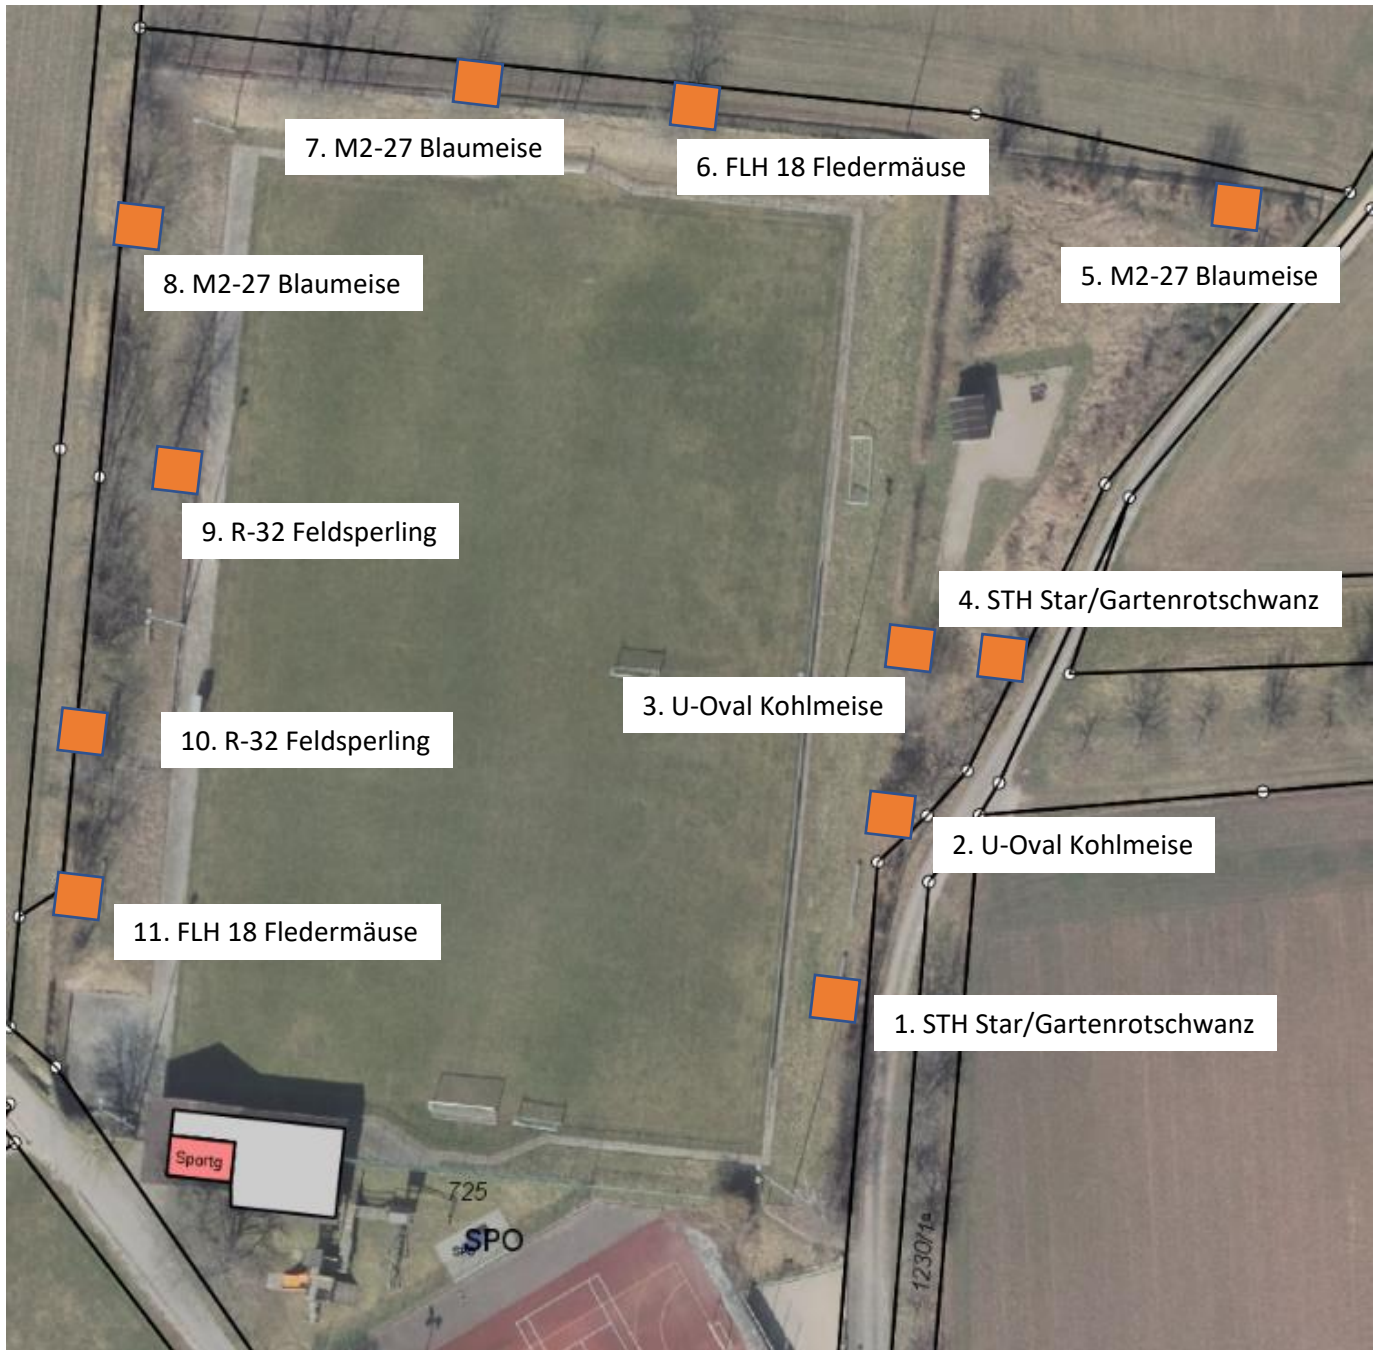 7. M2-27 Blaumeise
6. FLH 18 Fledermäuse
5. M2-27 Blaumeise
8. M2-27 Blaumeise
9. R-32 Feldsperling
4. STH Star/Gartenrotschwanz
3. U-Oval Kohlmeise
10. R-32 Feldsperling
2. U-Oval Kohlmeise
11. FLH 18 Fledermäuse
1. STH Star/Gartenrotschwanz
Sportg
725
SPO
SPO
1230/1a